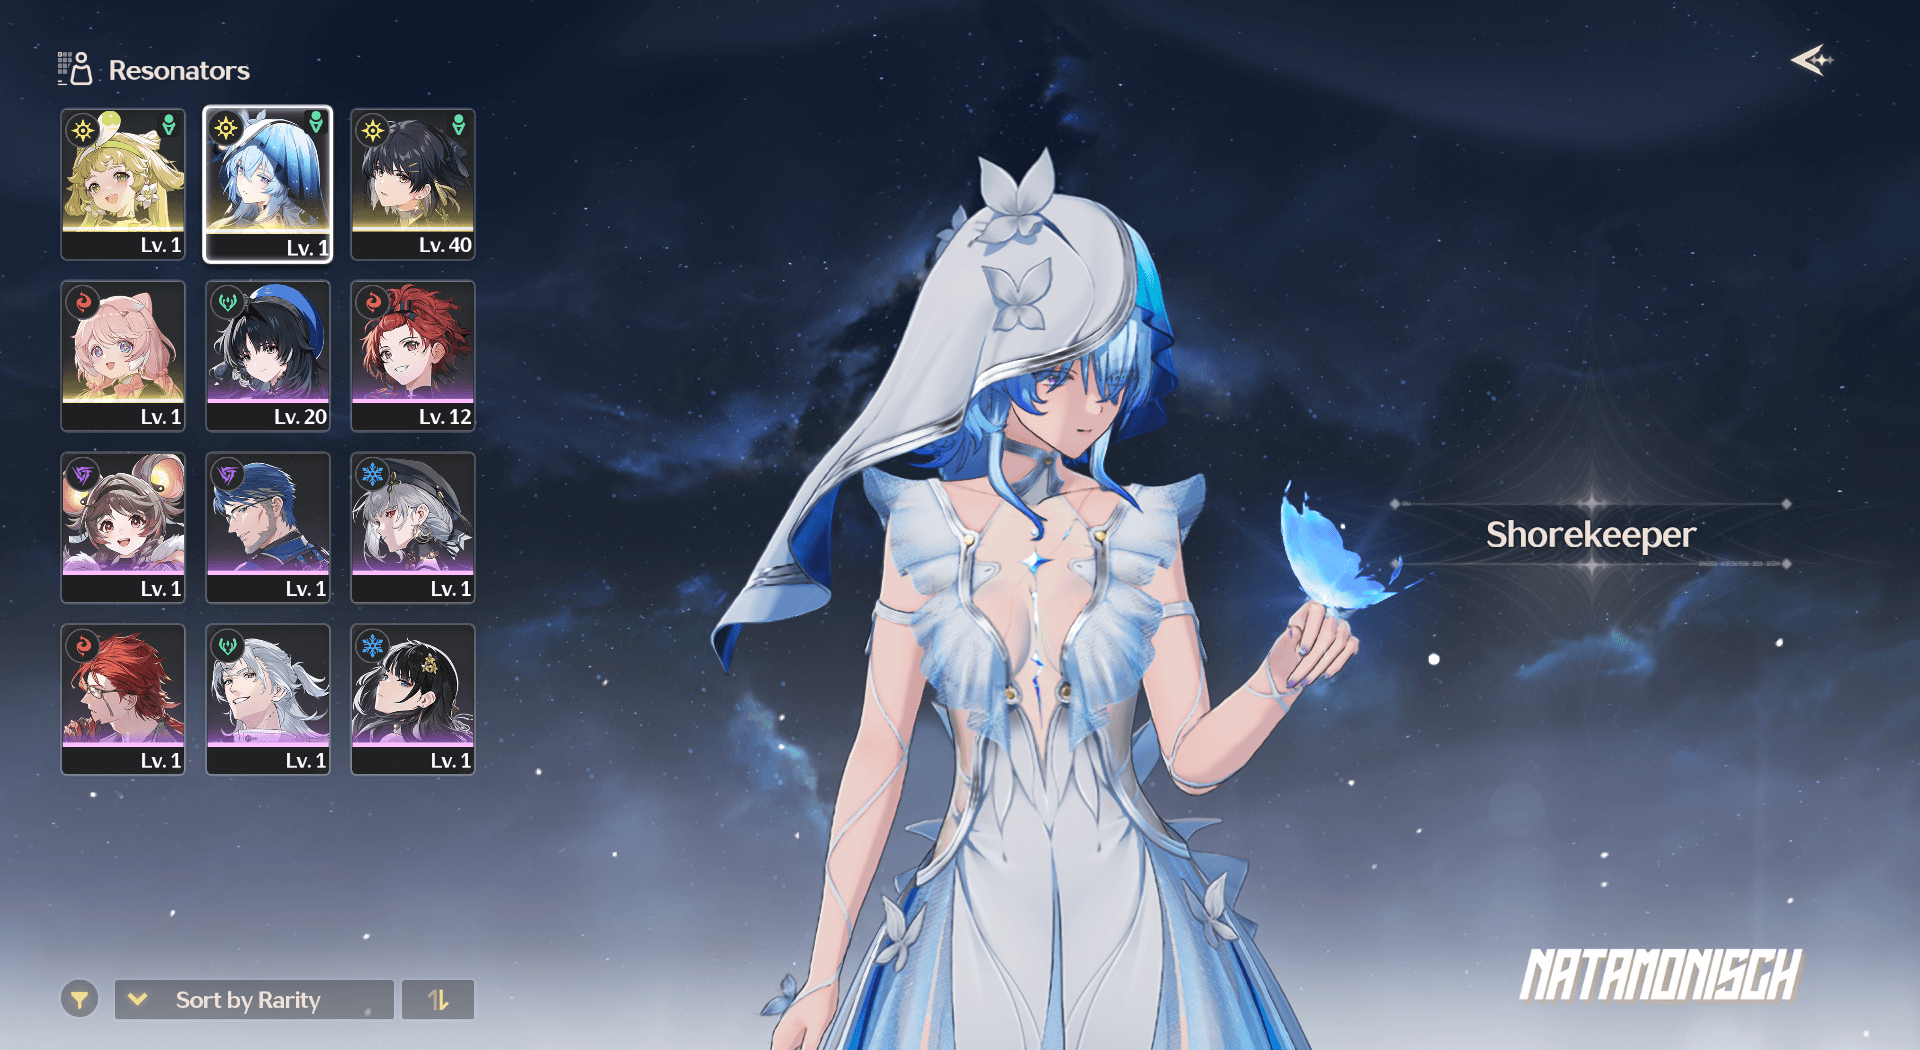 Resonators
Lv. 1
Lv. 1
Lv. 40
Lv. 1
Lv. 20
Lv. 12
Lv. 1
Lv. 1
Lv. 1
Lv. 1
Lv. 1
Lv. 1
Shorekeeper
Sort by Rarity
NATAMONISCH